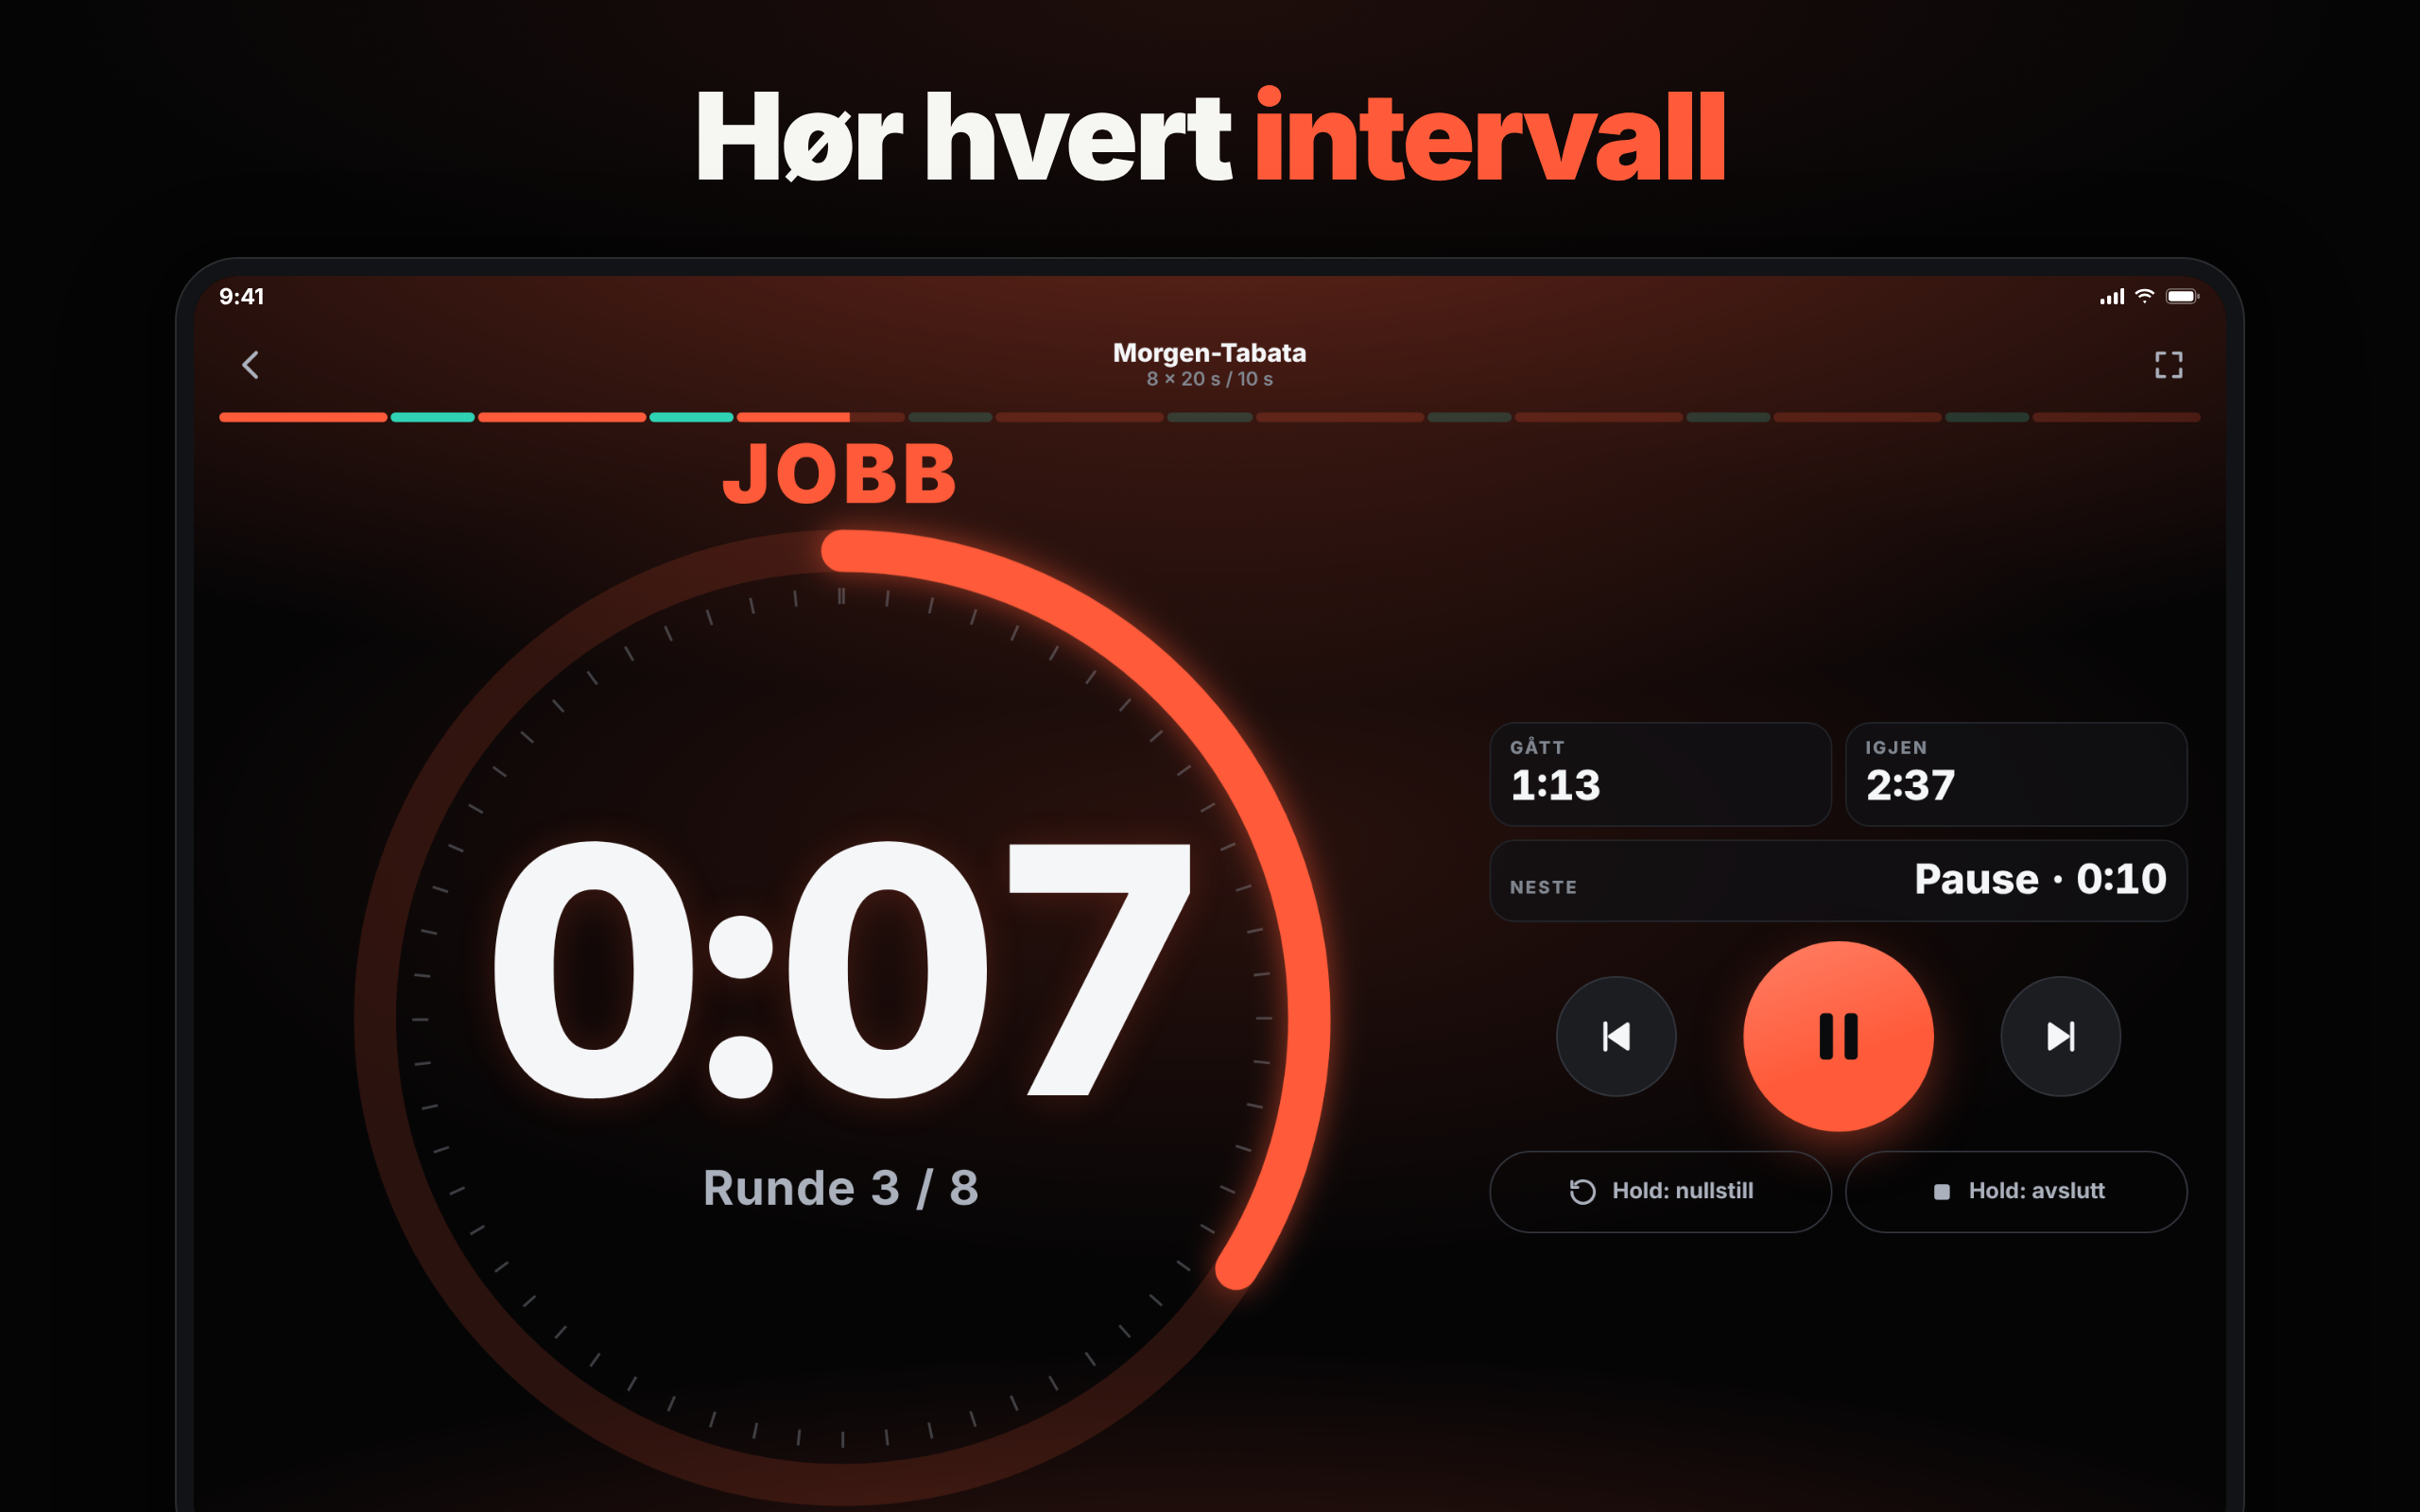 Hør hvert intervall
9:41
Morgen-Tabata
8 × 20 s / 10 s
JOBB
0:07
Runde 3 / 8
GÅTT
1:13
IGJEN
2:37
NESTE
Pause · 0:10
Hold: nullstill
Hold: avslutt